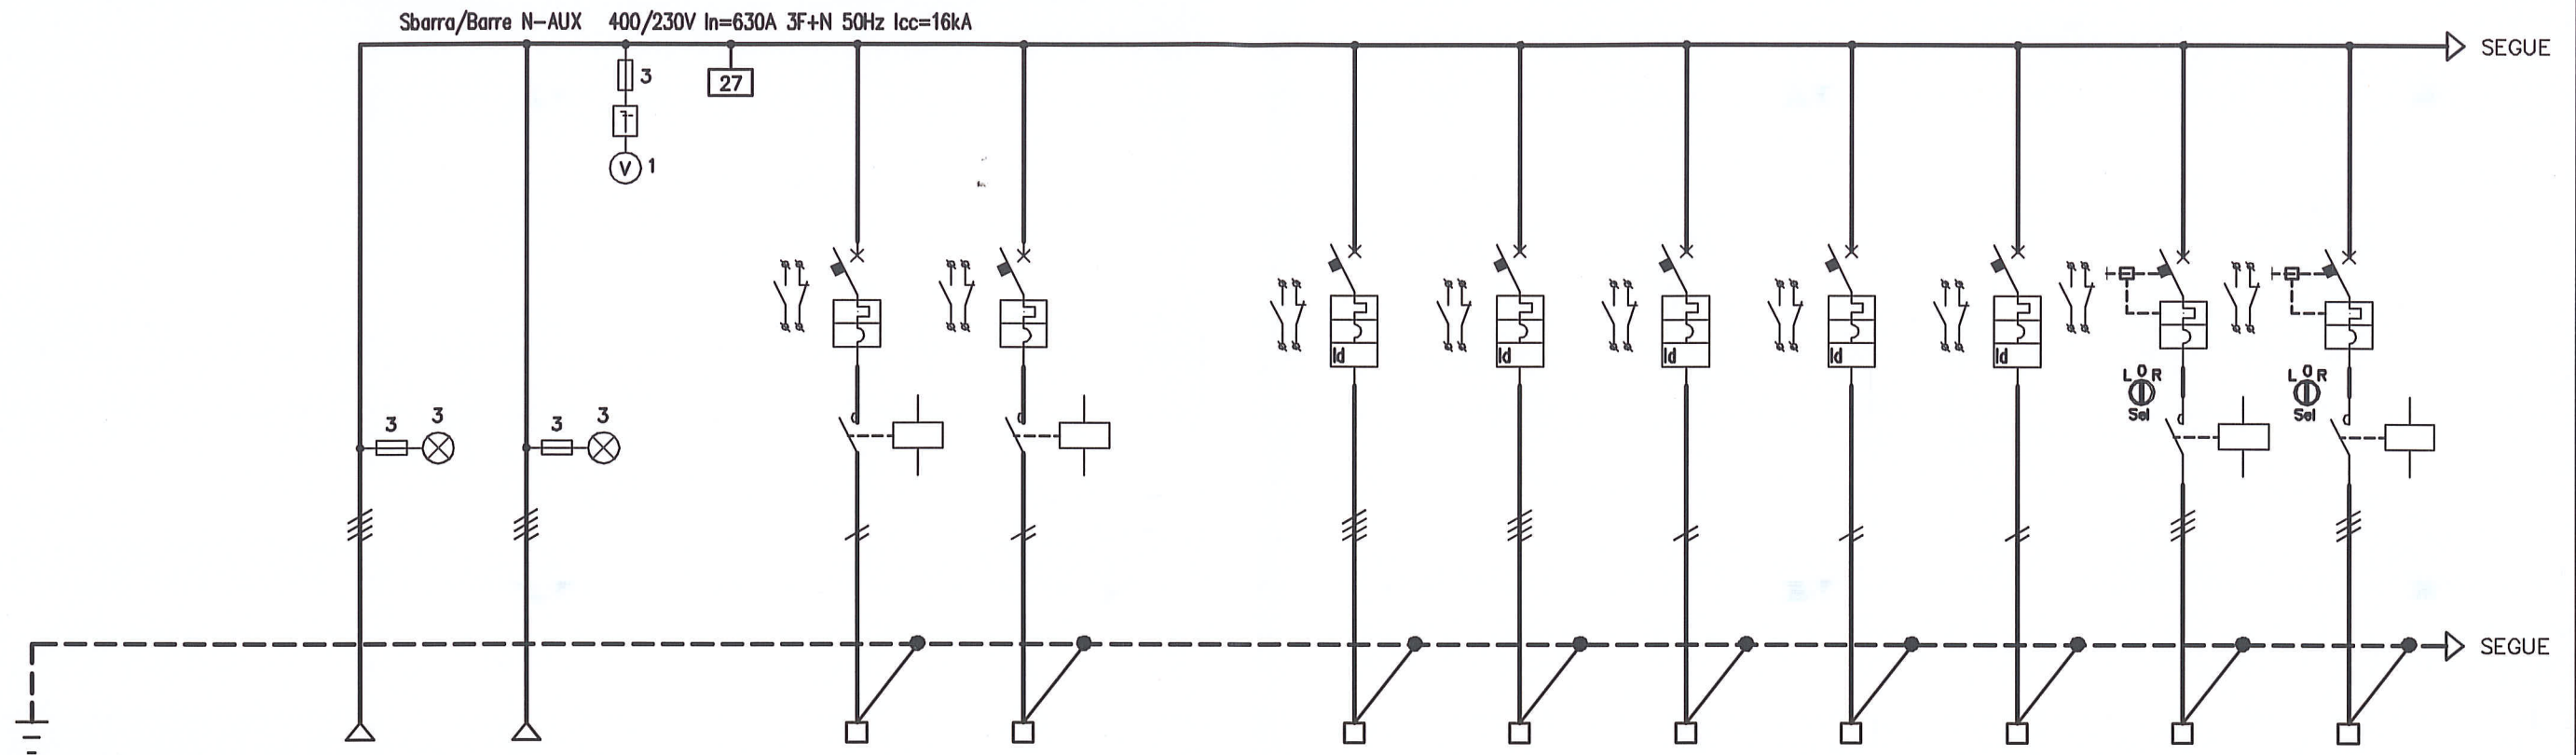 Sbarra/Barre N-AUX 400/230V In=630A 3F+N 50Hz Icc=16kA
SEGUE
3
27
V 1
Id
Id
Id
Id
Id
L O R
Sel
L O R
Sel
3 3
3 3
SEGUE